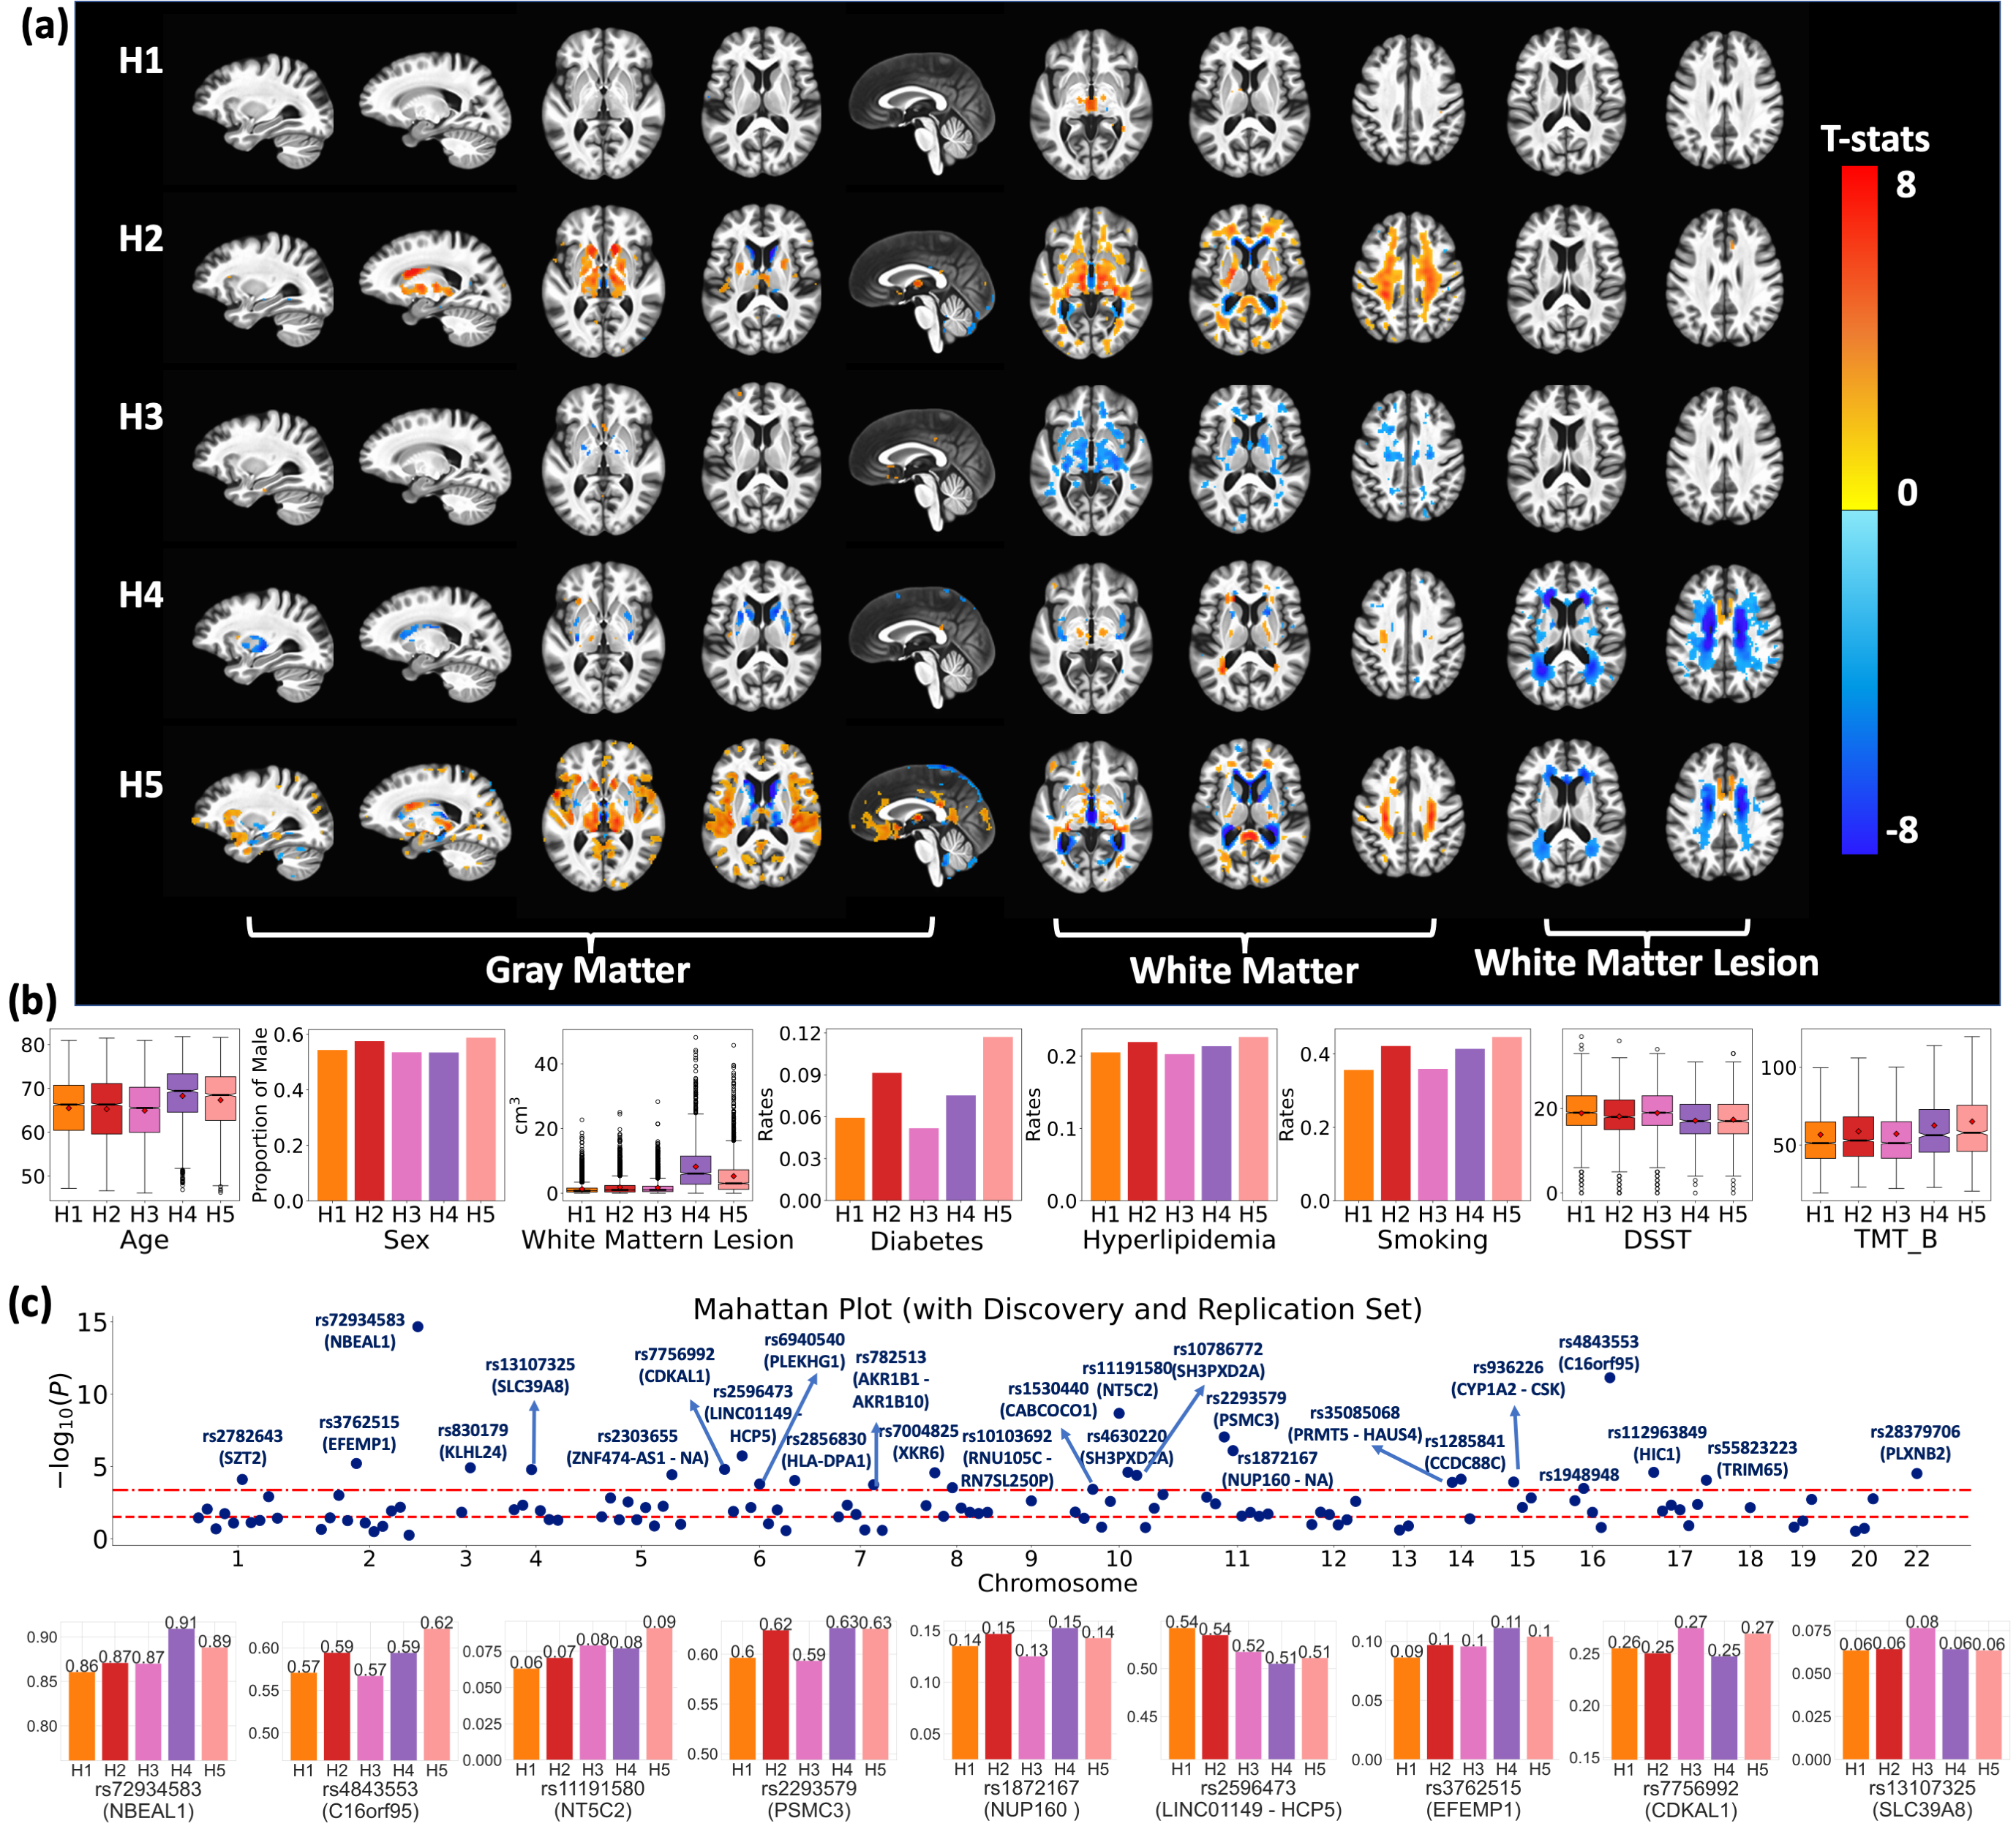 (a)
H1
H2
H3
H4
H5
T-stats
8
0
-8
Gray Matter
White Matter
White Matter Lesion
(b)
80
70
60
50
H1 H2 H3 H4 H5
Age
Proportion of Male
0.6
0.4
0.2
0.0
H1 H2 H3 H4 H5
Sex
cm³
40
20
0
H1 H2 H3 H4 H5
White Mattern Lesion
Rates
0.12
0.09
0.06
0.03
0.00
H1 H2 H3 H4 H5
Diabetes
Rates
0.2
0.1
0.0
H1 H2 H3 H4 H5
Hyperlipidemia
Rates
0.4
0.2
0.0
H1 H2 H3 H4 H5
Smoking
20
0
H1 H2 H3 H4 H5
DSST
100
50
H1 H2 H3 H4 H5
TMT_B
(c)
Mahattan Plot (with Discovery and Replication Set)
−log₁₀(P)
15
10
5
0
rs2782643
(SZT2)
rs72934583
(NBEAL1)
rs3762515
(EFEMP1)
rs830179
(KLHL24)
rs13107325
(SLC39A8)
rs2303655
(ZNF474-AS1 - NA)
rs7756992
(CDKAL1)
rs2596473
(LINC01149 -
HCP5)
rs6940540
(PLEKHG1)
rs2856830
(HLA-DPA1)
rs782513
(AKR1B1 -
AKR1B10)
rs7004825
(XKR6)
rs10103692
(RNU105C -
RN7SL250P)
rs1530440
(CABCOCO1)
rs11191580
(NT5C2)
rs4630220
(SH3PXD2A)
rs10786772
(SH3PXD2A)
rs2293579
(PSMC3)
rs1872167
(NUP160 - NA)
rs35085068
(PRMT5 - HAUS4)
rs1285841
(CCDC88C)
rs936226
(CYP1A2 - CSK)
rs1948948
rs4843553
(C16orf95)
rs112963849
(HIC1)
rs55823223
(TRIM65)
rs28379706
(PLXNB2)
1 2 3 4 5 6 7 8 9 10 11 12 13 14 15 16 17 18 19 20 22
Chromosome
0.90
0.85
0.80
0.86 0.87 0.87 0.91 0.89
H1 H2 H3 H4 H5
rs72934583
(NBEAL1)
0.60
0.55
0.50
0.57 0.59 0.57 0.59 0.62
H1 H2 H3 H4 H5
rs4843553
(C16orf95)
0.075
0.050
0.025
0.000
0.06 0.07 0.08 0.08 0.09
H1 H2 H3 H4 H5
rs11191580
(NT5C2)
0.60
0.55
0.50
0.6 0.62 0.59 0.63 0.63
H1 H2 H3 H4 H5
rs2293579
(PSMC3)
0.15
0.10
0.05
0.14 0.15 0.13 0.15 0.14
H1 H2 H3 H4 H5
rs1872167
(NUP160 )
0.50
0.45
0.54 0.54 0.52 0.51 0.51
H1 H2 H3 H4 H5
rs2596473
(LINC01149 - HCP5)
0.10
0.05
0.00
0.09 0.1 0.1 0.11 0.1
H1 H2 H3 H4 H5
rs3762515
(EFEMP1)
0.25
0.20
0.15
0.26 0.25 0.27 0.25 0.27
H1 H2 H3 H4 H5
rs7756992
(CDKAL1)
0.075
0.050
0.025
0.000
0.06 0.06 0.08 0.06 0.06
H1 H2 H3 H4 H5
rs13107325
(SLC39A8)